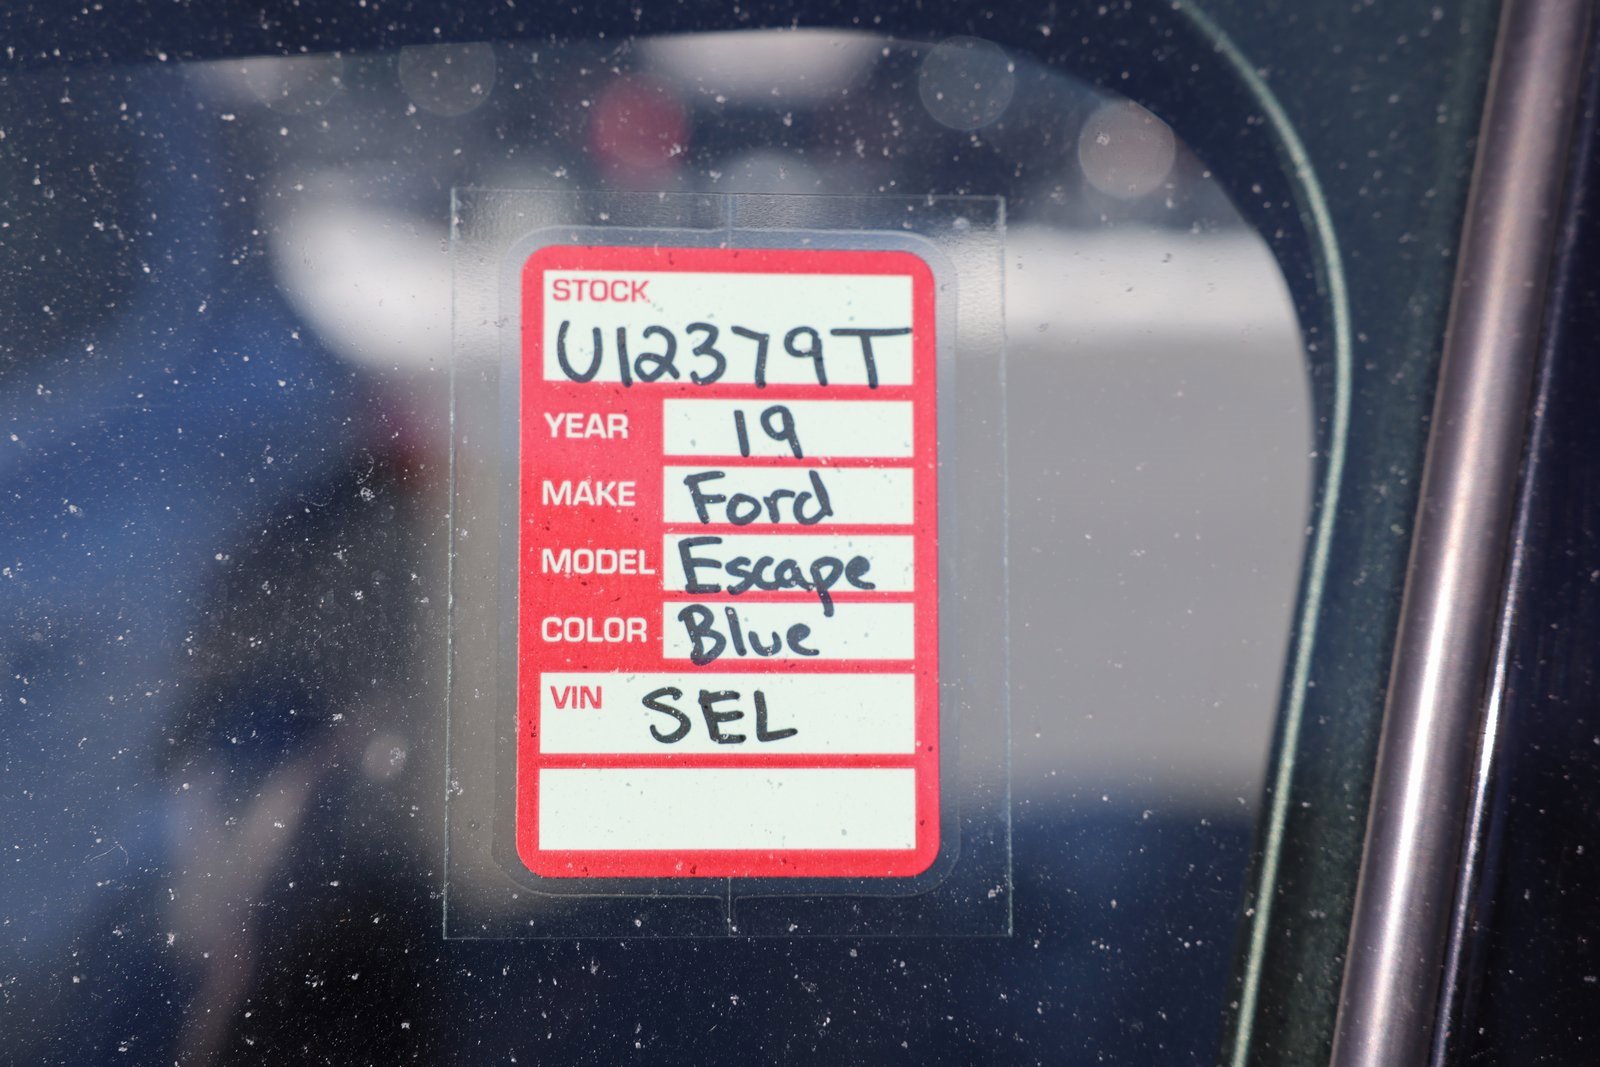 STOCK
U12379T
YEAR 19
MAKE Ford
MODEL Escape
COLOR Blue
VIN SEL